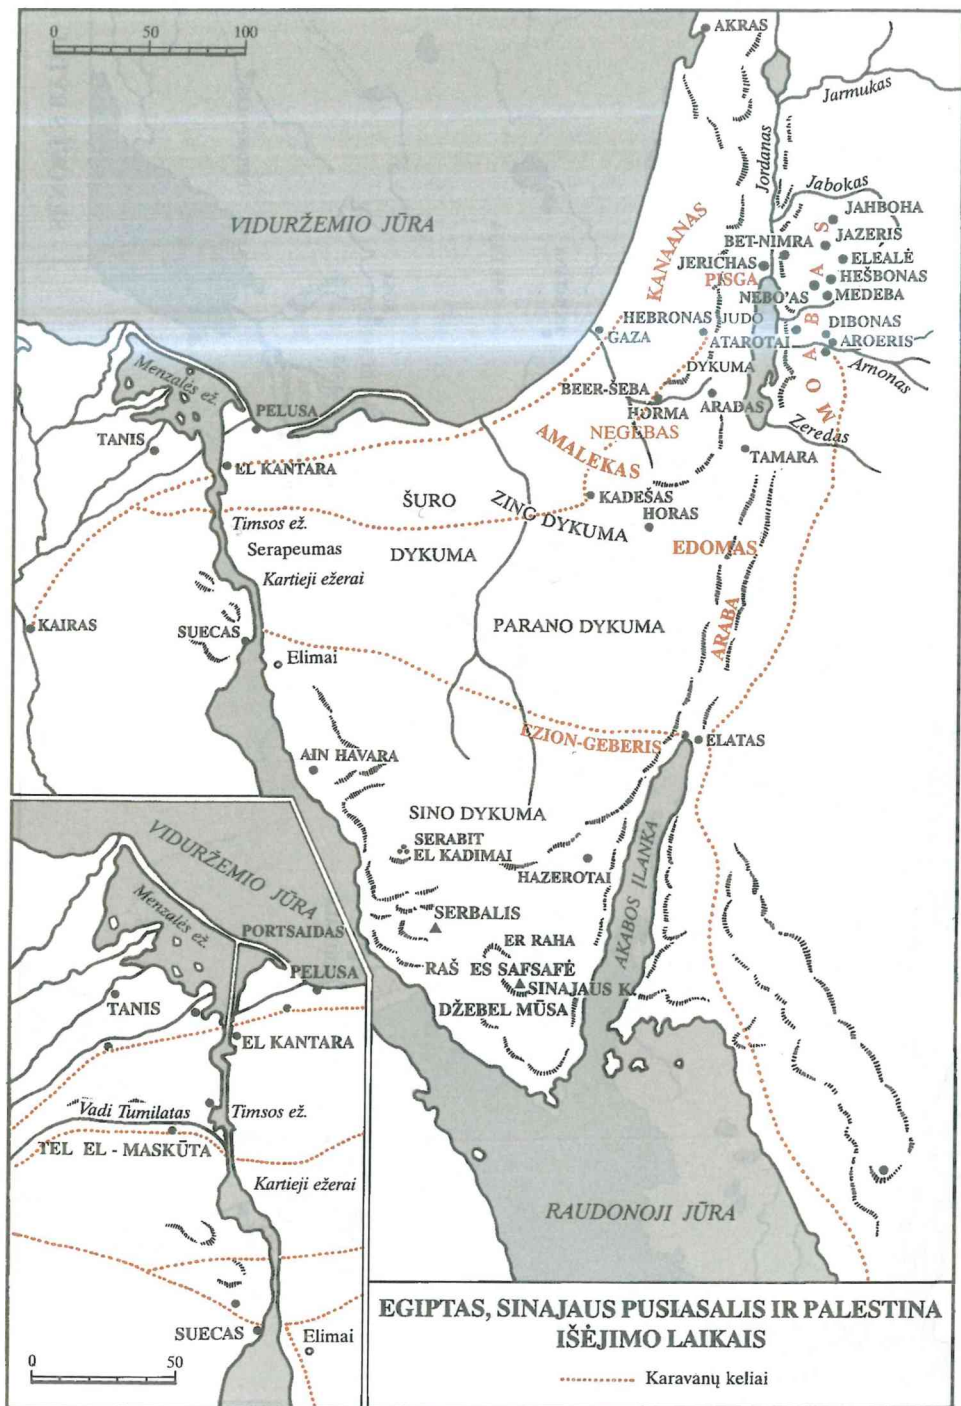 0 50 100
AKRAS
Jarmukas
Jordanas
Jabokas
VIDURŽEMIO JŪRA
KANAANAS
JAHBOHA
BET-NIMRA
JAZERIS
JERICHAS
ELEALĖ
PISGA
HEŠBONAS
NEBO'AS
MEDEBA
MOABAS
HEBRONAS
JUDO
DYKUMA
DIBONAS
GAZA
ATAROTAI
AROERIS
Arnonas
Menzalės ež.
BEER-ŠEBA
HORMA
ARADAS
PELUSA
NEGEBAS
Zeredas
TANIS
AMALEKAS
TAMARA
EL KANTARA
KADEŠAS
ŠURO
DYKUMA
ZING DYKUMA
HORAS
Timsos ež.
Serapeumas
EDOMAS
Kartieji ežerai
KAIRAS
PARANO DYKUMA
ARABA
SUECAS
Elimai
EZION-GEBERIS
ELATAS
AIN HAVARA
SINO DYKUMA
SERABIT
EL KADIMAI
HAZEROTAI
AKABOS ĮLANKA
SERBALIS
ER RAHA
RAŠ ES SAFSAFĖ
SINAJAUS K.
DŽEBEL MŪSA
RAUDONOJI JŪRA
VIDURŽEMIO JŪRA
Menzalės ež.
PORTSAIDAS
PELUSA
TANIS
EL KANTARA
Vadi Tumilatas
Timsos ež.
TEL EL - MASKŪTA
Kartieji ežerai
SUECAS
Elimai
0 50
EGIPTAS, SINAJAUS PUSIASALIS IR PALESTINA
IŠĖJIMO LAIKAIS
Karavanų keliai